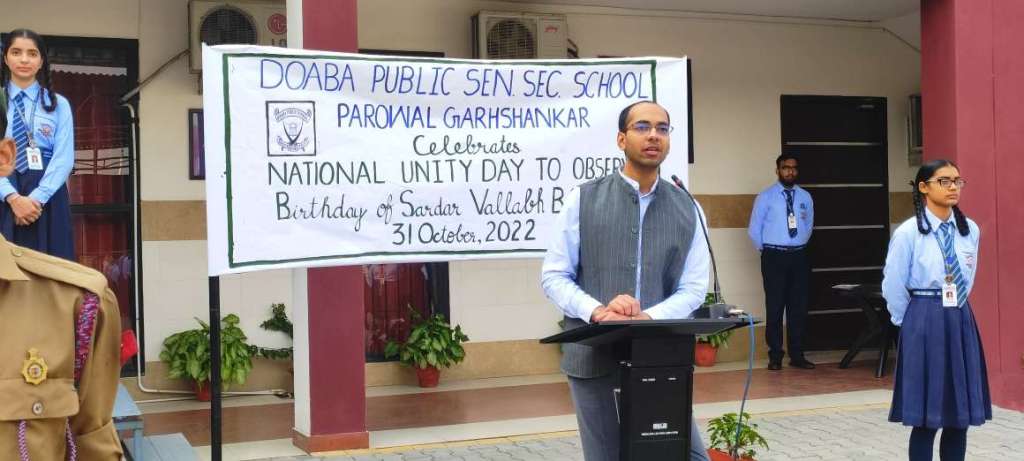 DOABA PUBLIC SEN. SEC. SCHOOL
PAROWAL GARHSHANKAR
Celebrates
NATIONAL UNITY DAY TO OBSER
Birthday of Sardar Vallabh B
31 October, 2022
LG